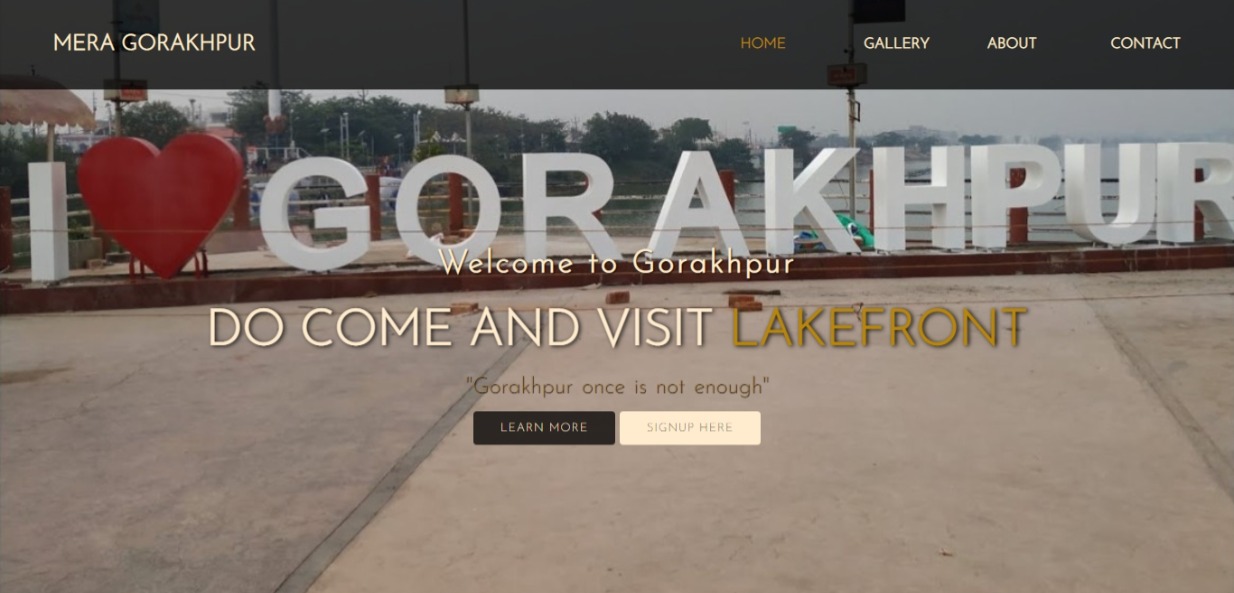 MERA GORAKHPUR
HOME GALLERY ABOUT CONTACT
I ❤ GORAKHPUR
Welcome to Gorakhpur
DO COME AND VISIT LAKEFRONT
"Gorakhpur once is not enough"
LEARN MORE SIGNUP HERE